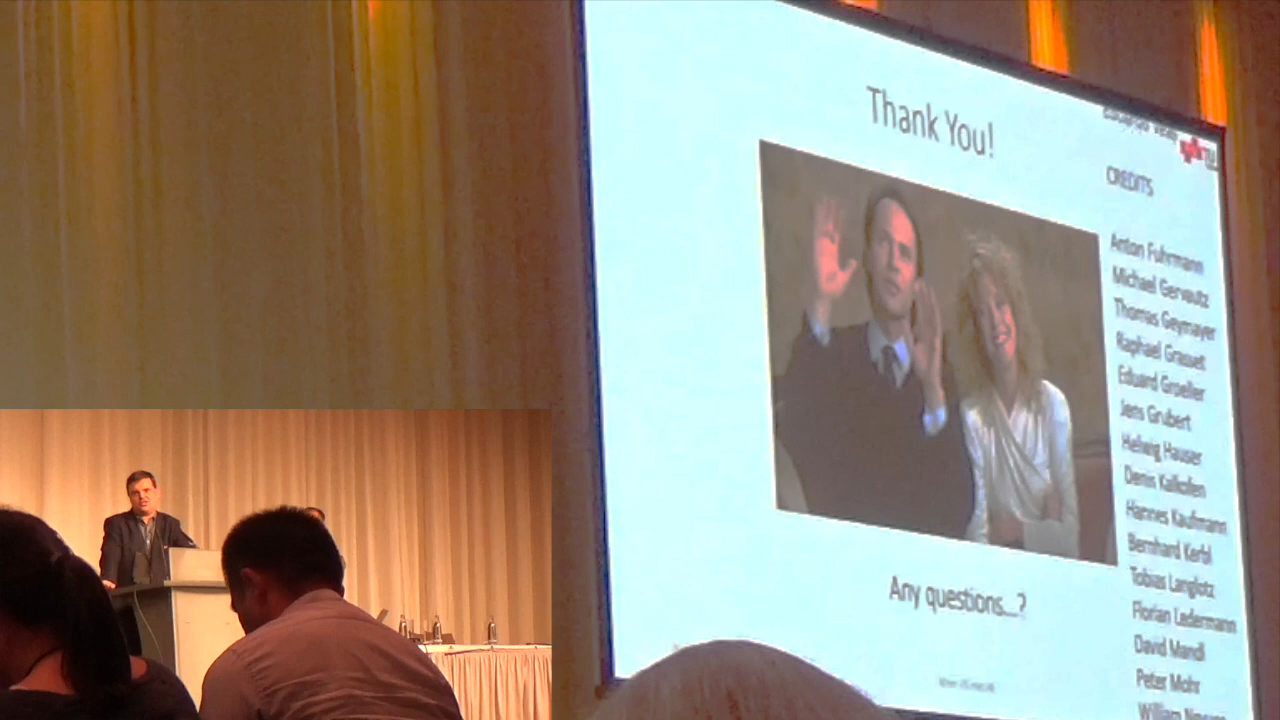 Thank You!
CREDITS
Anton Fuhrmann
Michael Gervautz
Thomas Geymayer
Raphael Grasset
Eduard Groeller
Jens Grubert
Helwig Hauser
Denis Kalkofen
Hannes Kaufmann
Bernhard Kerbl
Tobias Langlotz
Florian Ledermann
David Mandl
Peter Mohr
William
Any questions...?